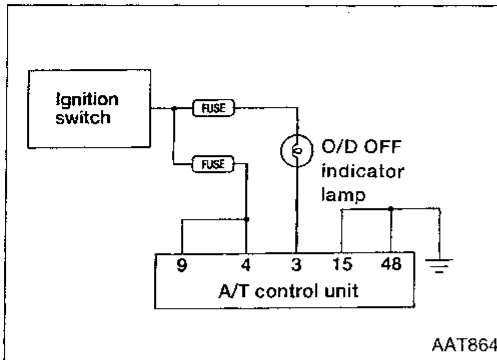 Ignition
switch
FUSE
FUSE
O/D OFF
indicator
lamp
9 4 3 15 48
A/T control unit
AAT864